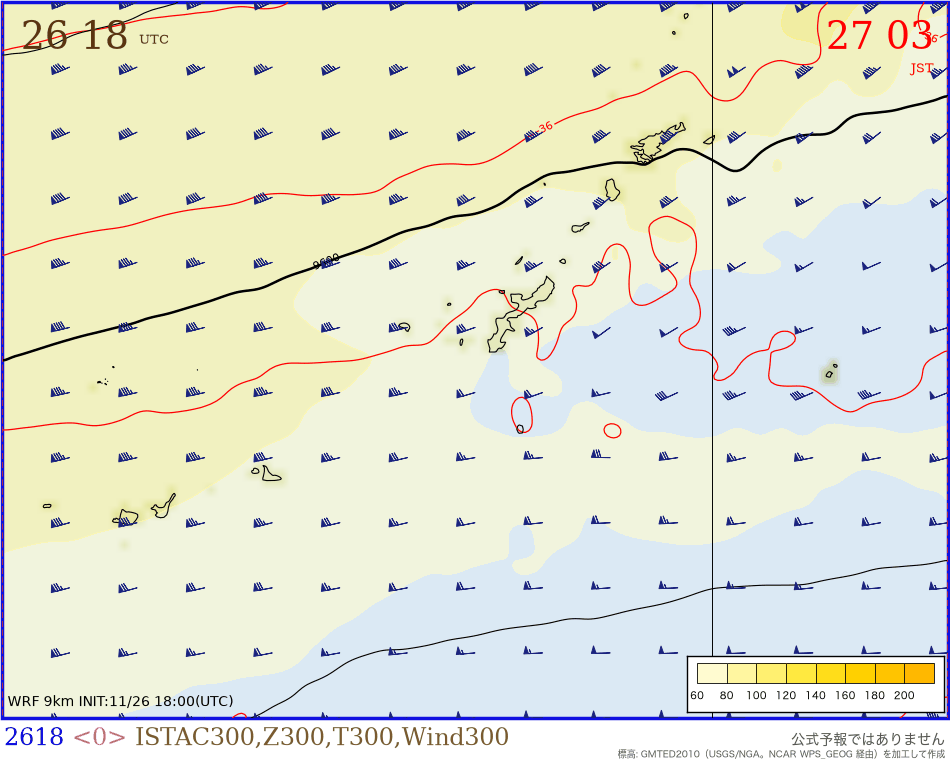 26 18 UTC
27 03
JST
-36
-36
9600
WRF 9km INIT:11/26 18:00(UTC)
60 80 100 120 140 160 180 200
2618 <0> ISTAC300,Z300,T300,Wind300
公式予報ではありません
標高: GMTED2010（USGS/NGA。NCAR WPS_GEOG 経由）を加工して作成